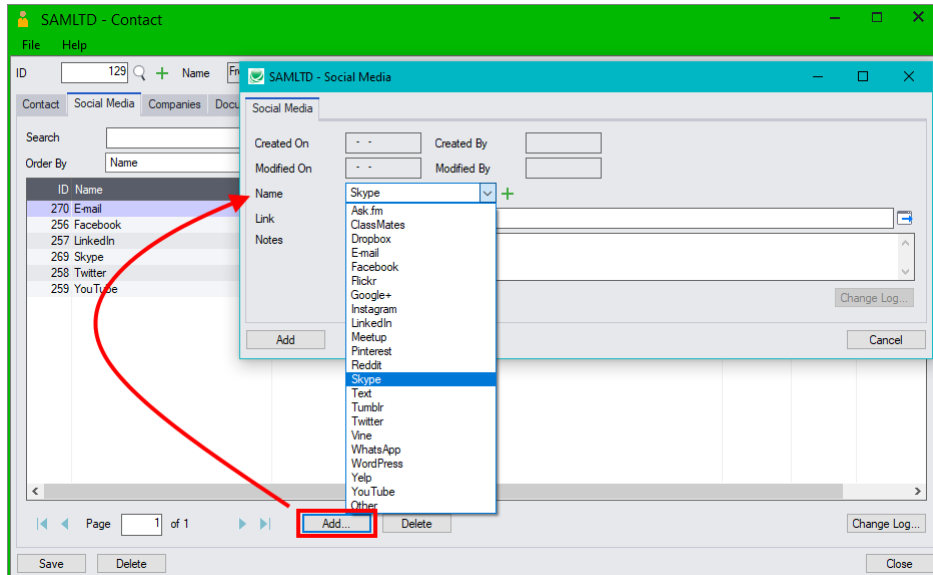 SAMLTD - Contact
File Help
ID 129 Name
SAMLTD - Social Media
Contact Social Media Companies
Social Media
Search
Order By Name
Created On - - Created By
Modified On - - Modified By
Name Skype
Link
Notes
ID Name
270 E-mail
256 Facebook
257 LinkedIn
269 Skype
258 Twitter
259 YouTube
Ask.fm
ClassMates
Dropbox
E-mail
Facebook
Flickr
Google+
Instagram
LinkedIn
Meetup
Pinterest
Reddit
Skype
Text
Tumblr
Twitter
Vine
WhatsApp
WordPress
Yelp
YouTube
Other
Change Log...
Add Cancel
Page 1 of 1 Add... Delete Change Log...
Save Delete Close